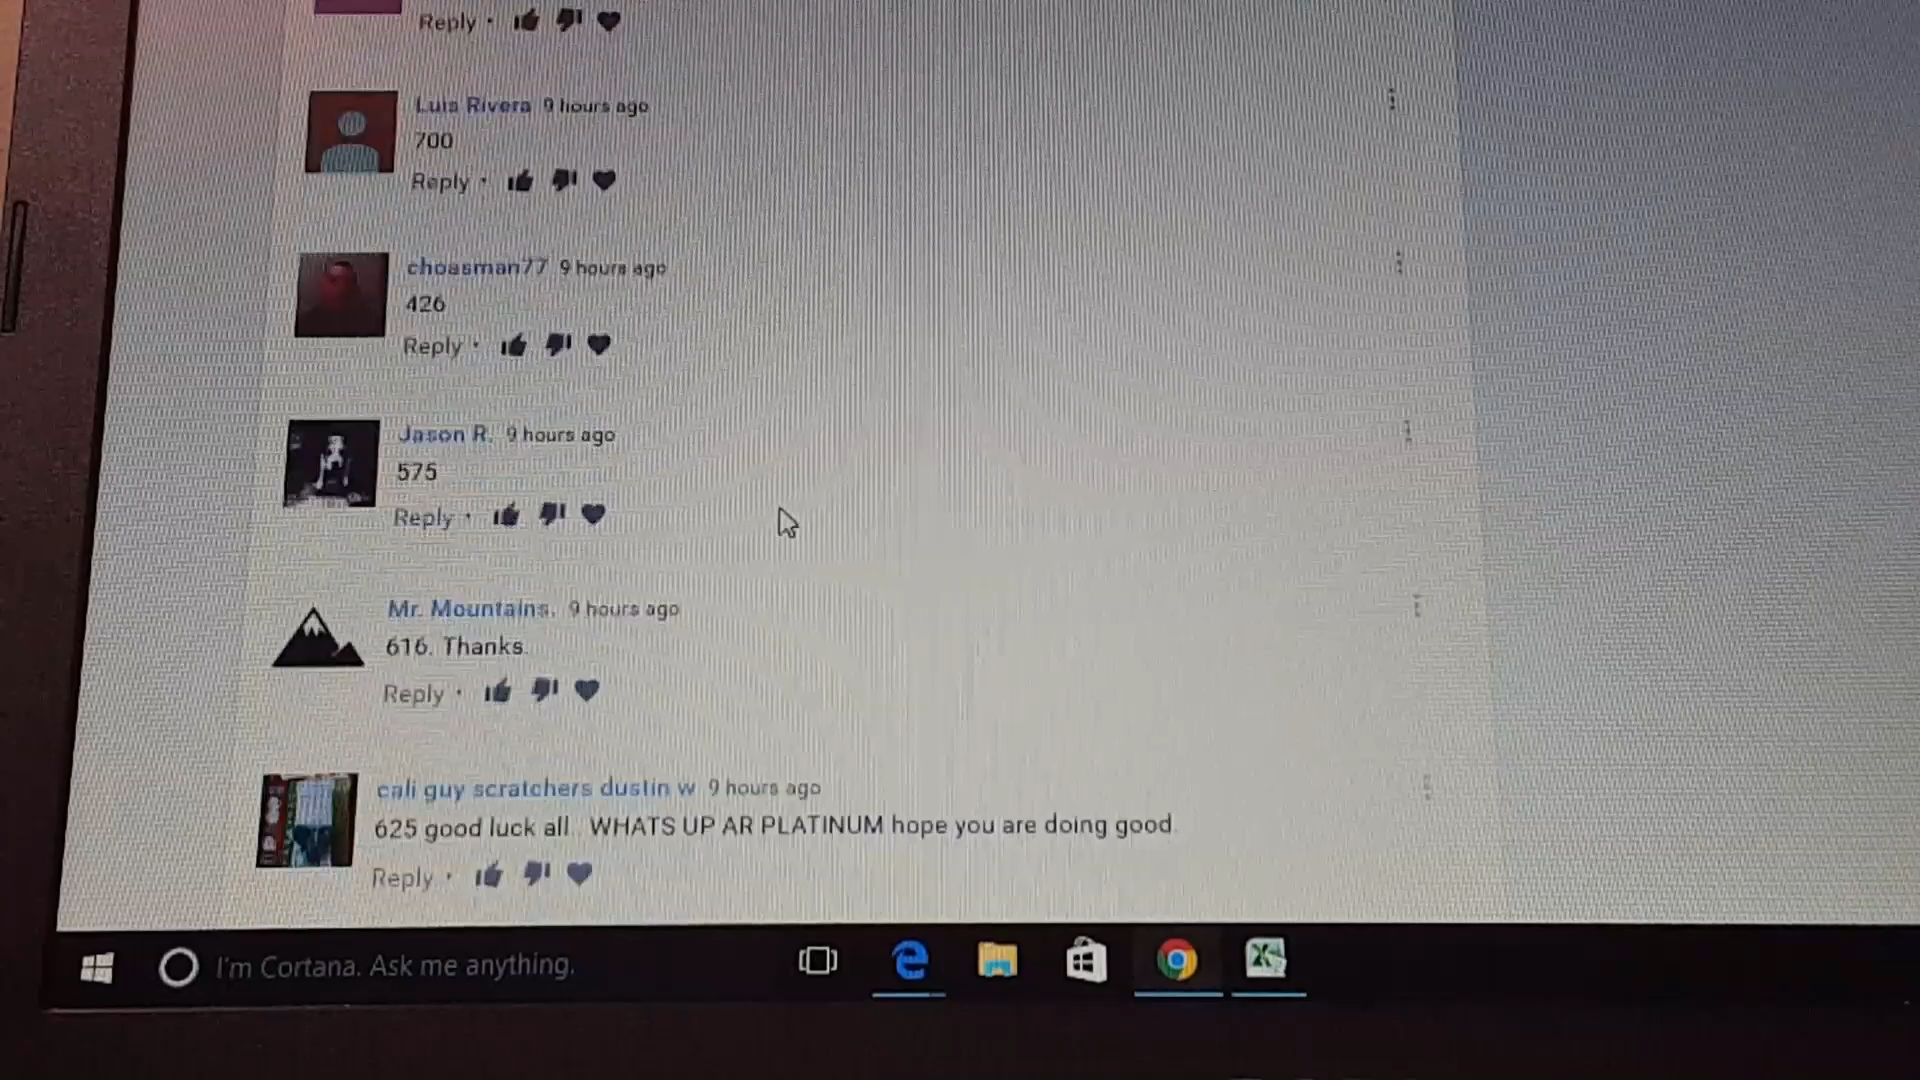 Reply
Luis Rivera 9 hours ago
700
Reply
choasman77 9 hours ago
426
Reply
Jason R. 9 hours ago
575
Reply
Mr. Mountains. 9 hours ago
616. Thanks.
Reply
cali guy scratchers dustin w 9 hours ago
625 good luck all.. WHATS UP AR PLATINUM hope you are doing good.
Reply
I'm Cortana. Ask me anything.